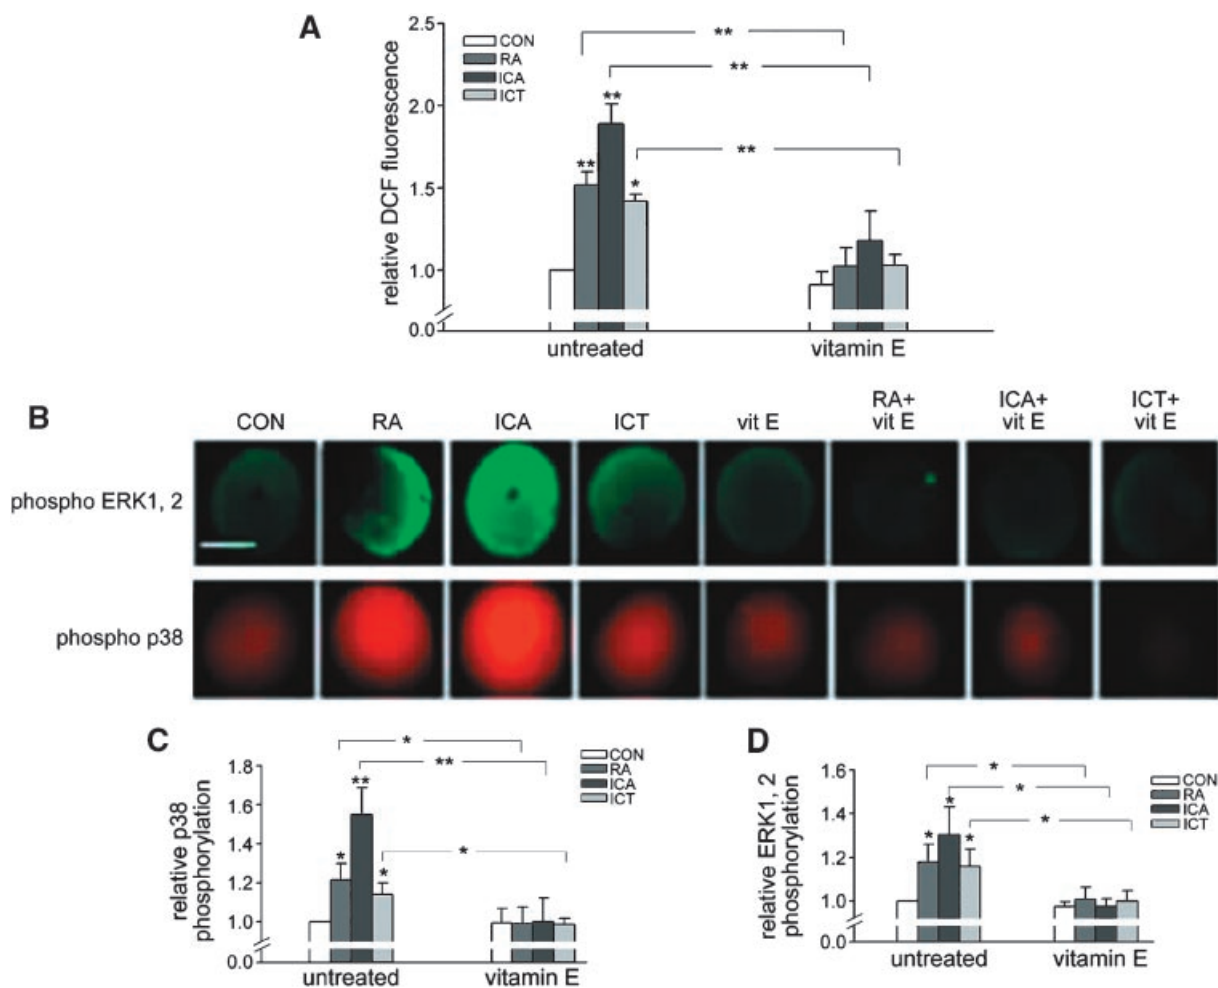 A
2.5
2.0
1.5
1.0
0.0
relative DCF fluorescence
CON
RA
ICA
ICT
**
**
**
**
**
*
untreated
vitamin E
B
CON
RA
ICA
ICT
vit E
RA+
vit E
ICA+
vit E
ICT+
vit E
phospho ERK1, 2
phospho p38
C
1.8
1.6
1.4
1.2
1.0
0.0
relative p38
phosphorylation
CON
RA
ICA
ICT
*
**
*
*
**
*
untreated
vitamin E
D
1.6
1.4
1.2
1.0
0.0
relative ERK1, 2
phosphorylation
CON
RA
ICA
ICT
*
*
*
*
*
*
untreated
vitamin E